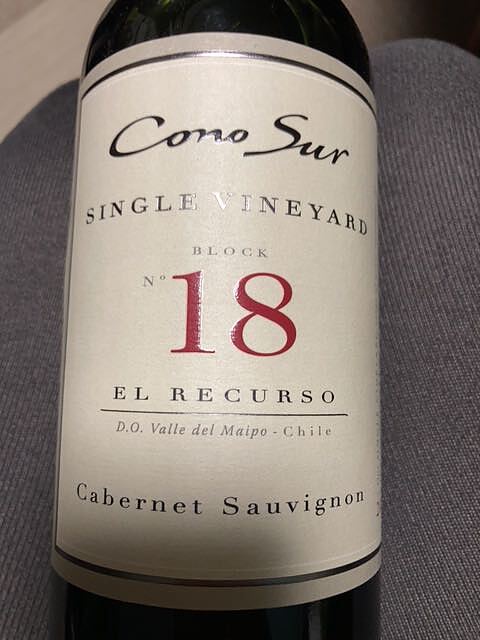 Cono Sur
SINGLE VINEYARD
BLOCK
Nº 18
EL RECURSO
D.O. Valle del Maipo - Chile
Cabernet Sauvignon